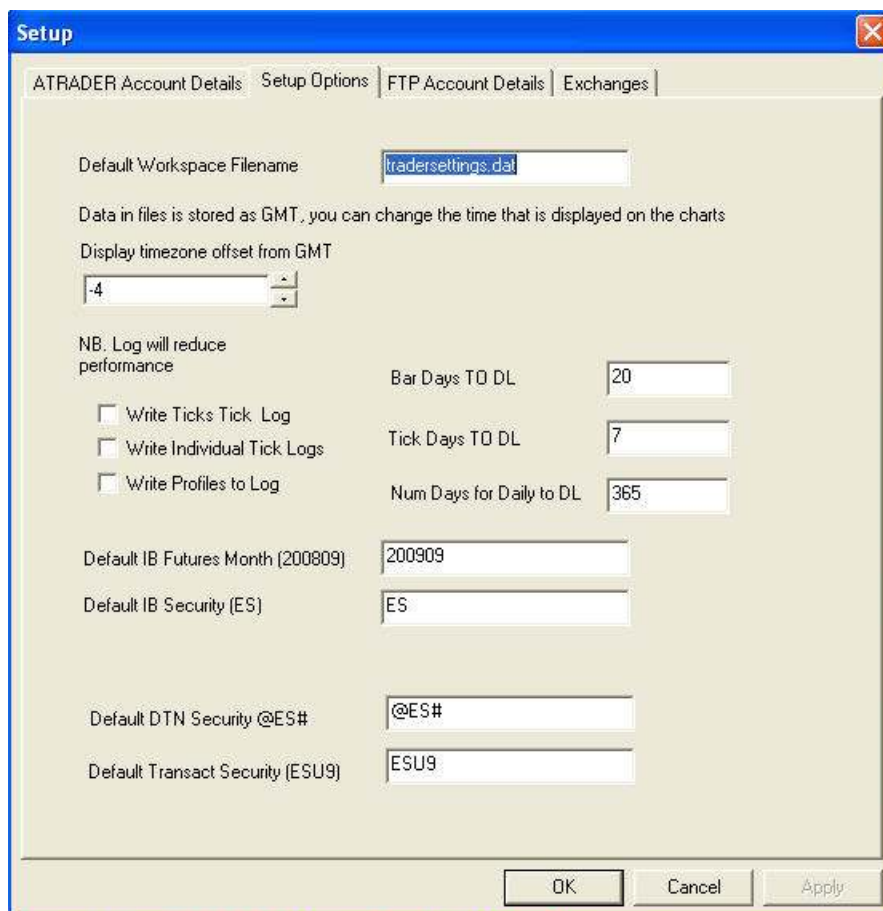 Setup
ATRADER Account Details Setup Options FTP Account Details Exchanges
Default Workspace Filename tradersettings.dat
Data in files is stored as GMT, you can change the time that is displayed on the charts
Display timezone offset from GMT
-4
NB. Log will reduce
performance
Bar Days TO DL 20
Write Ticks Tick Log
Tick Days TO DL 7
Write Individual Tick Logs
Write Profiles to Log
Num Days for Daily to DL 365
Default IB Futures Month (200809) 200909
Default IB Security (ES) ES
Default DTN Security @ES# @ES#
Default Transact Security (ESU9) ESU9
OK Cancel Apply